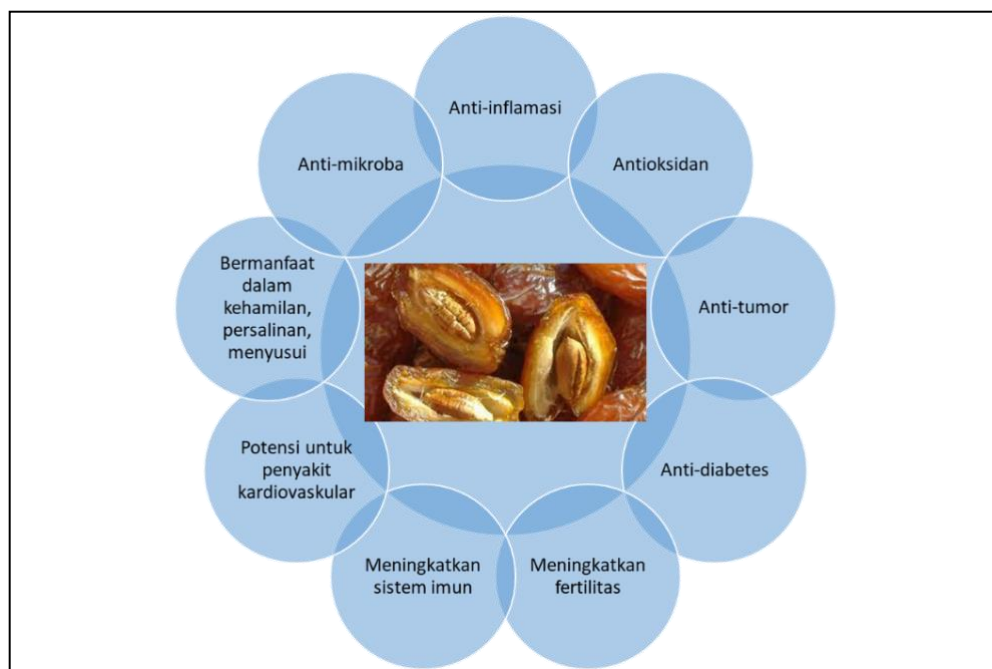 Anti-inflamasi
Antioksidan
Anti-tumor
Anti-diabetes
Meningkatkan
fertilitas
Meningkatkan
sistem imun
Potensi untuk
penyakit
kardiovaskular
Bermanfaat
dalam
kehamilan,
persalinan,
menyusui
Anti-mikroba